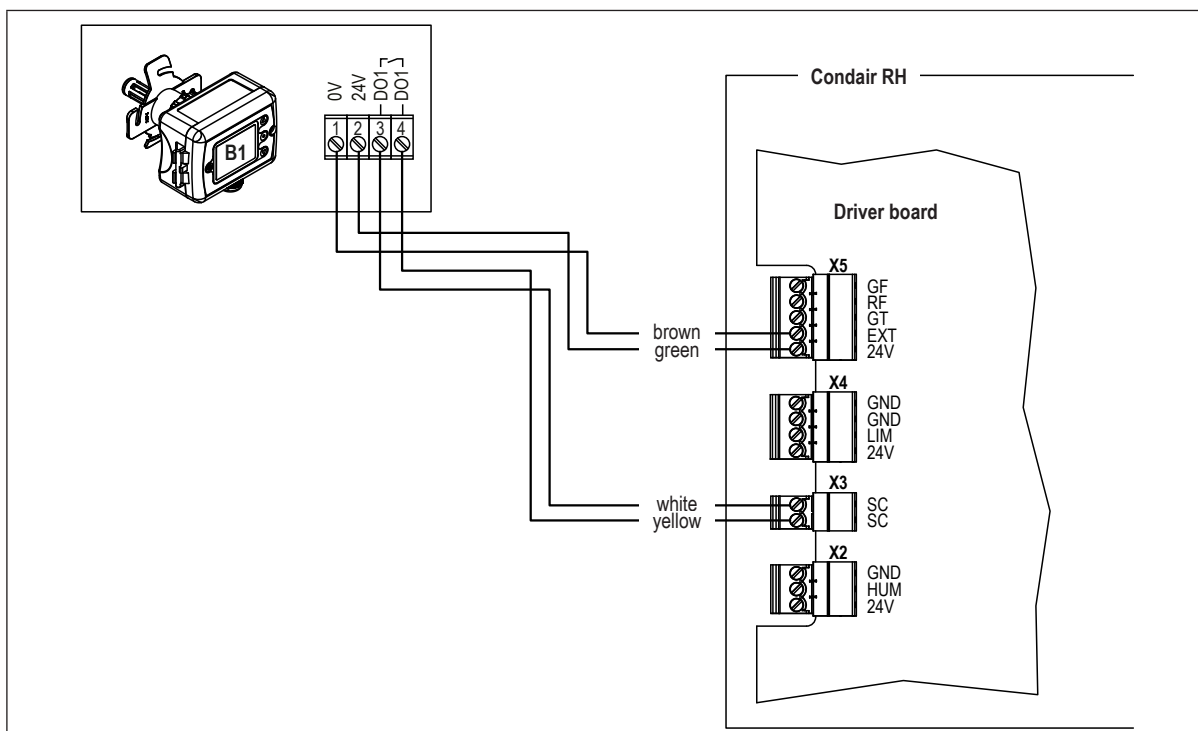 0V
24V
DO1
DO1
1
2
3
4
B1
Condair RH
Driver board
X5
GF
RF
GT
EXT
24V
brown
green
X4
GND
GND
LIM
24V
X3
SC
SC
white
yellow
X2
GND
HUM
24V